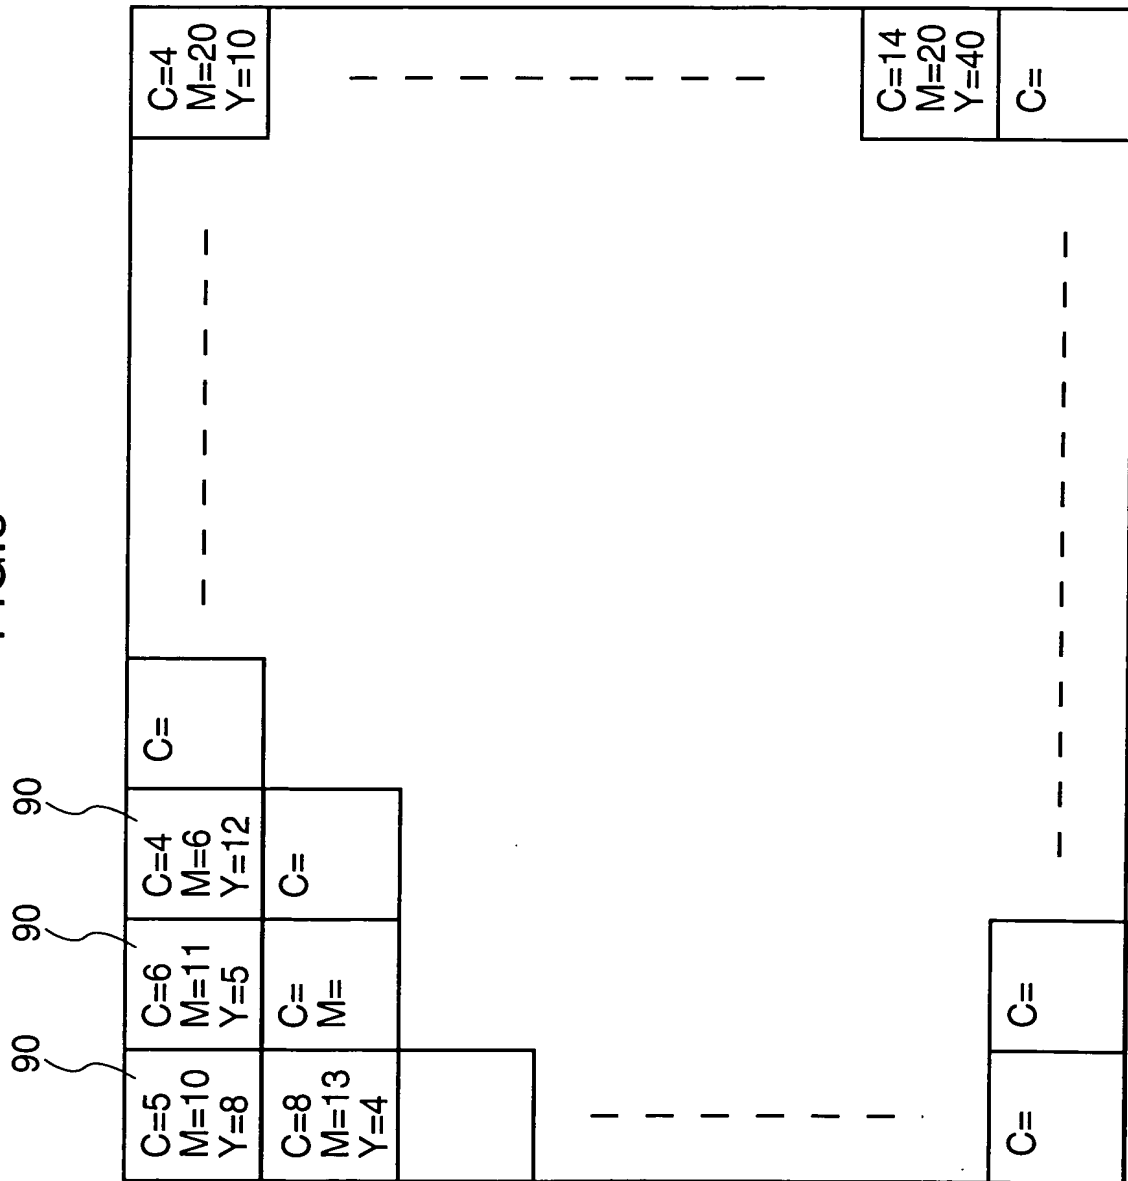 90
90
90
C=5
M=10
Y=8
C=6
M=11
Y=5
C=4
M=6
Y=12
C=
C=4
M=20
Y=10
C=8
M=13
Y=4
C=
M=
C=
C=14
M=20
Y=40
C=
C=
C=